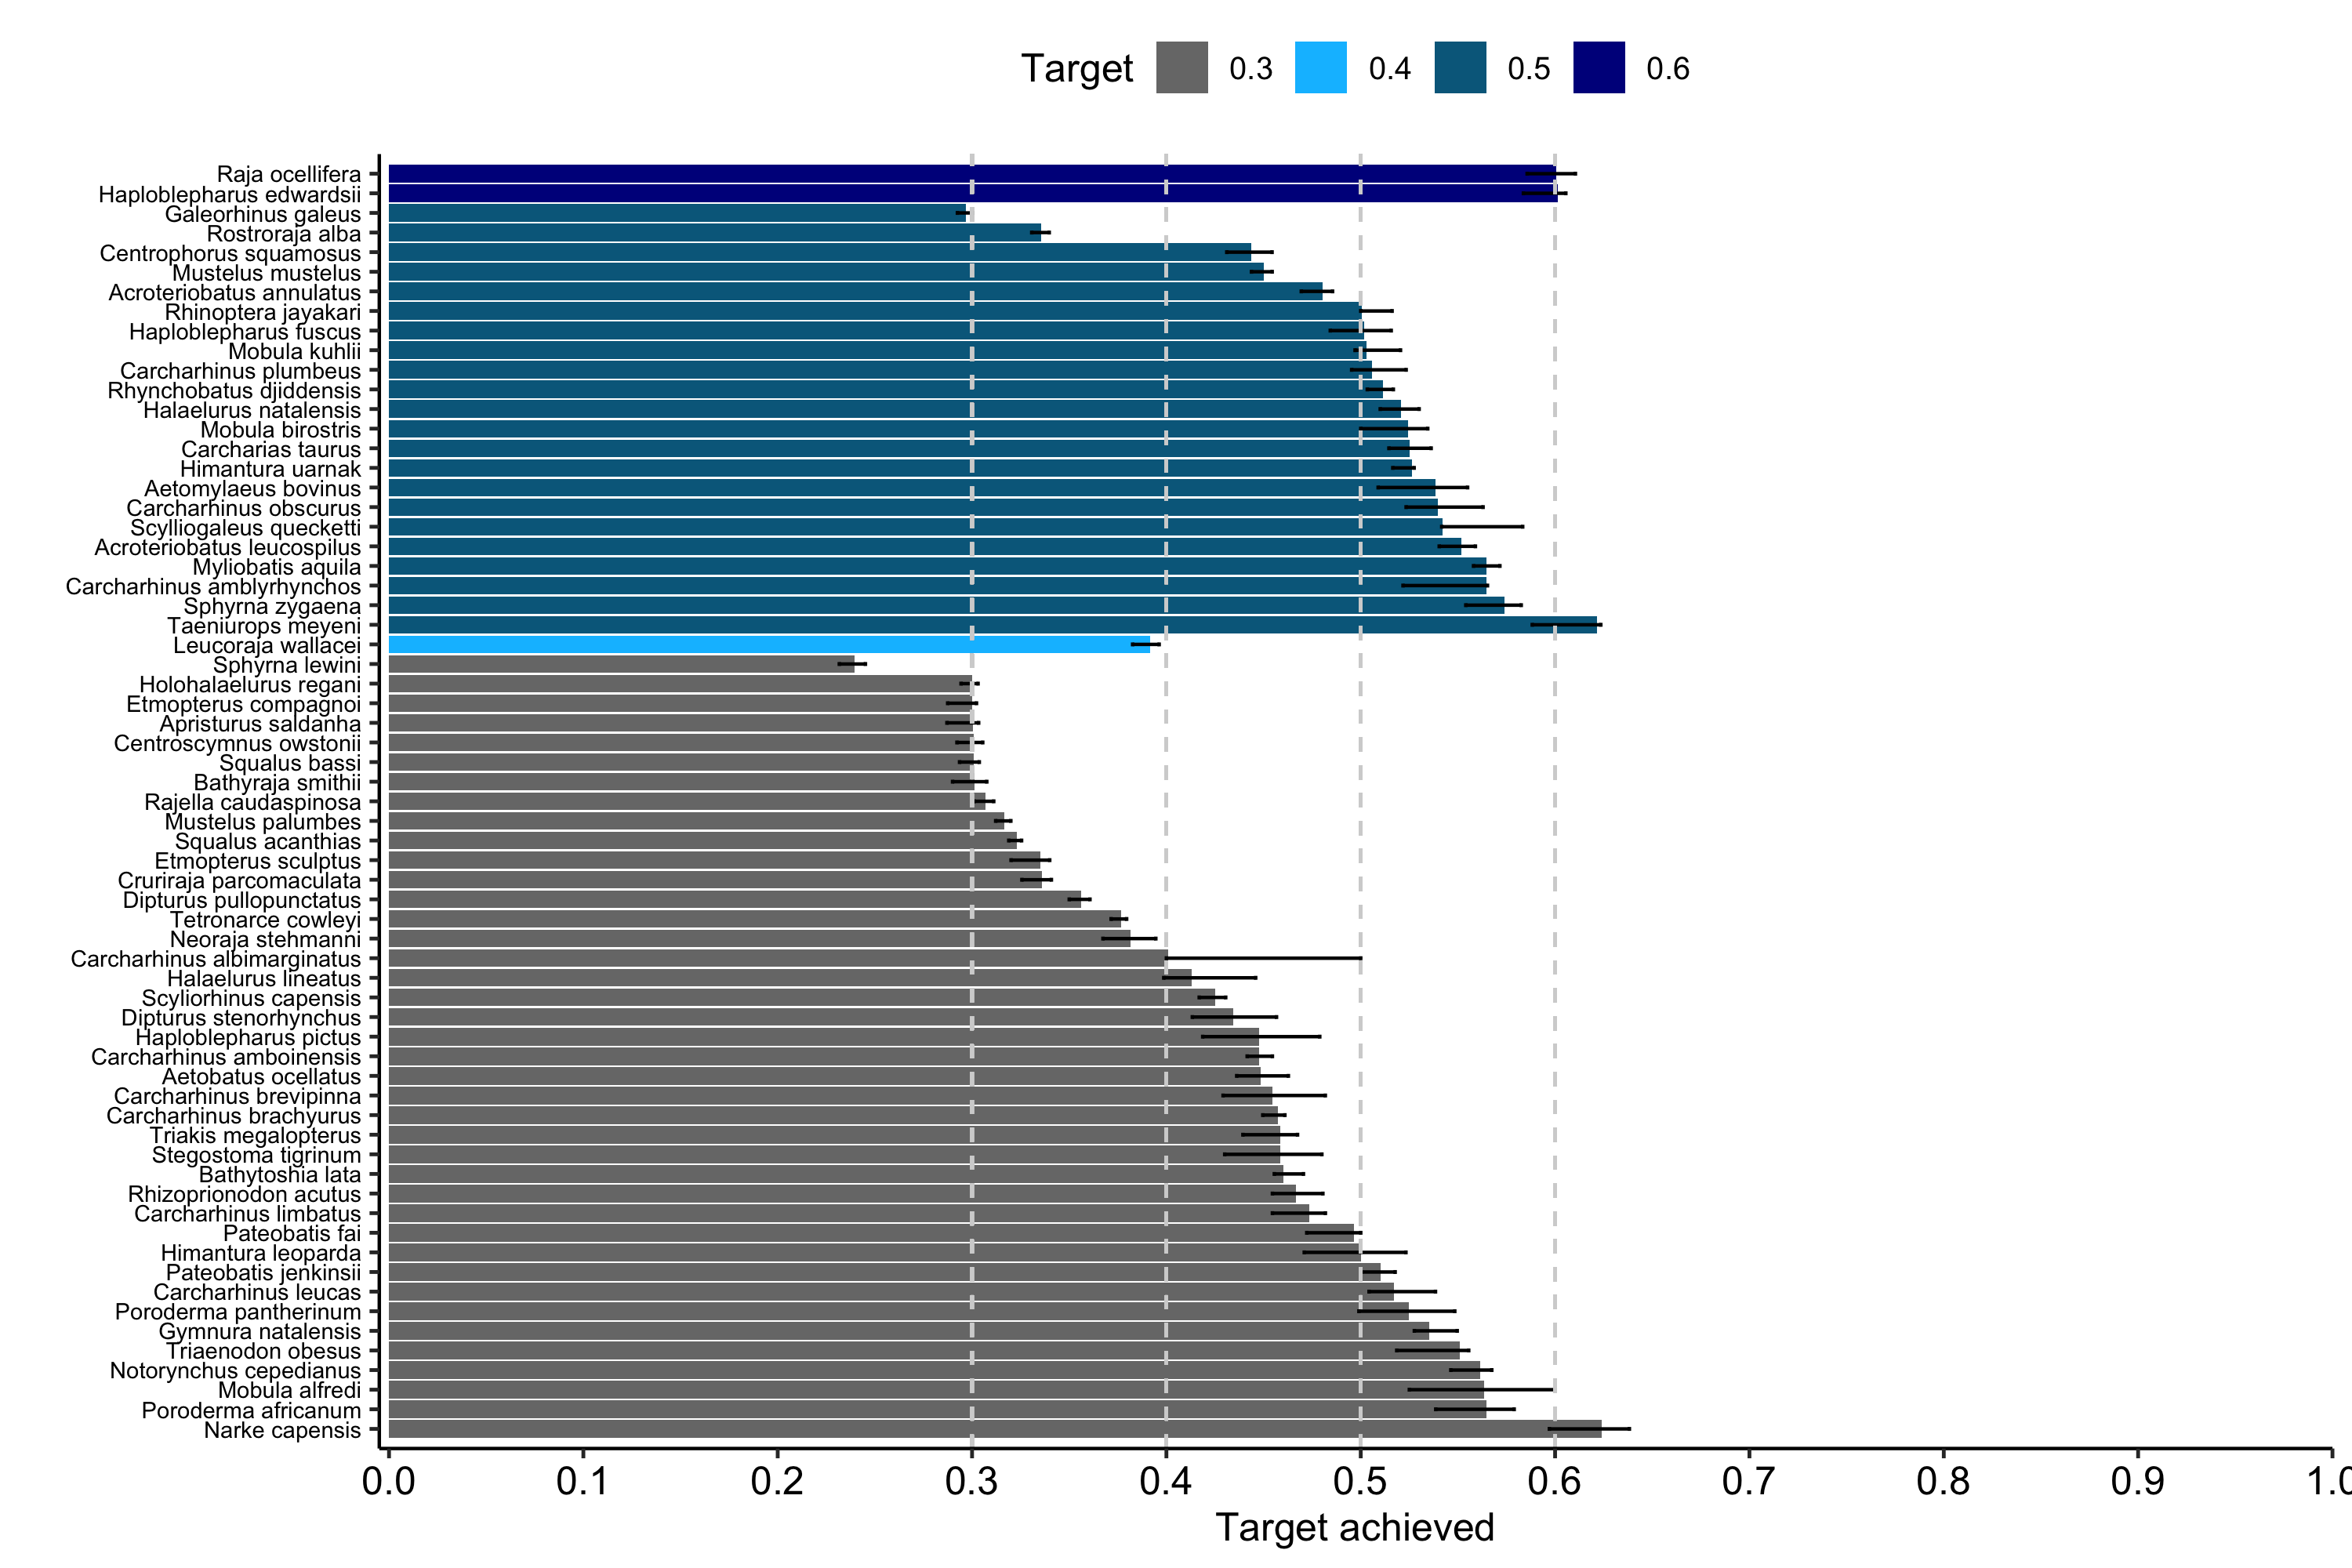 Target 0.3 0.4 0.5 0.6
Raja ocellifera
Haploblepharus edwardsii
Galeorhinus galeus
Rostroraja alba
Centrophorus squamosus
Mustelus mustelus
Acroteriobatus annulatus
Rhinoptera jayakari
Haploblepharus fuscus
Mobula kuhlii
Carcharhinus plumbeus
Rhynchobatus djiddensis
Halaelurus natalensis
Mobula birostris
Carcharias taurus
Himantura uarnak
Aetomylaeus bovinus
Carcharhinus obscurus
Scylliogaleus quecketti
Acroteriobatus leucospilus
Myliobatis aquila
Carcharhinus amblyrhynchos
Sphyrna zygaena
Taeniurops meyeni
Leucoraja wallacei
Sphyrna lewini
Holohalaelurus regani
Etmopterus compagnoi
Apristurus saldanha
Centroscymnus owstonii
Squalus bassi
Bathyraja smithii
Rajella caudaspinosa
Mustelus palumbes
Squalus acanthias
Etmopterus sculptus
Cruriraja parcomaculata
Dipturus pullopunctatus
Tetronarce cowleyi
Neoraja stehmanni
Carcharhinus albimarginatus
Halaelurus lineatus
Scyliorhinus capensis
Dipturus stenorhynchus
Haploblepharus pictus
Carcharhinus amboinensis
Aetobatus ocellatus
Carcharhinus brevipinna
Carcharhinus brachyurus
Triakis megalopterus
Stegostoma tigrinum
Bathytoshia lata
Rhizoprionodon acutus
Carcharhinus limbatus
Pateobatis fai
Himantura leoparda
Pateobatis jenkinsii
Carcharhinus leucas
Poroderma pantherinum
Gymnura natalensis
Triaenodon obesus
Notorynchus cepedianus
Mobula alfredi
Poroderma africanum
Narke capensis
0.0 0.1 0.2 0.3 0.4 0.5 0.6 0.7 0.8 0.9 1.0
Target achieved